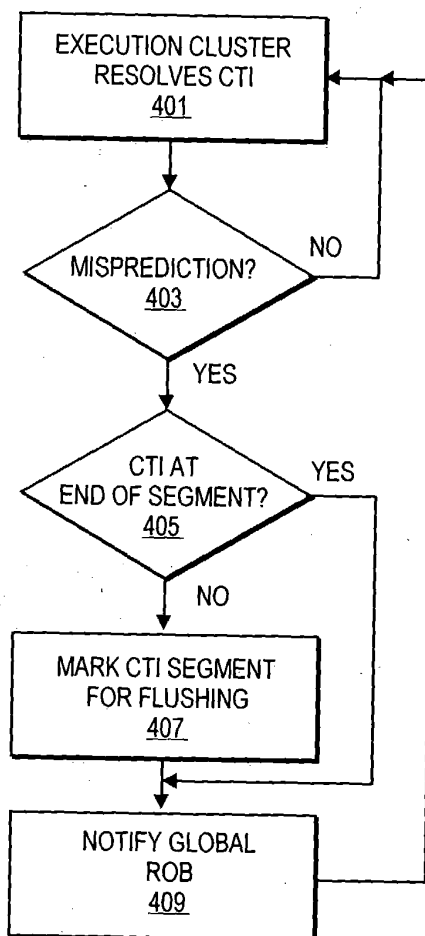 EXECUTION CLUSTER
RESOLVES CTI
401
MISPREDICTION?
403
NO
YES
CTI AT
END OF SEGMENT?
405
YES
NO
MARK CTI SEGMENT
FOR FLUSHING
407
NOTIFY GLOBAL
ROB
409